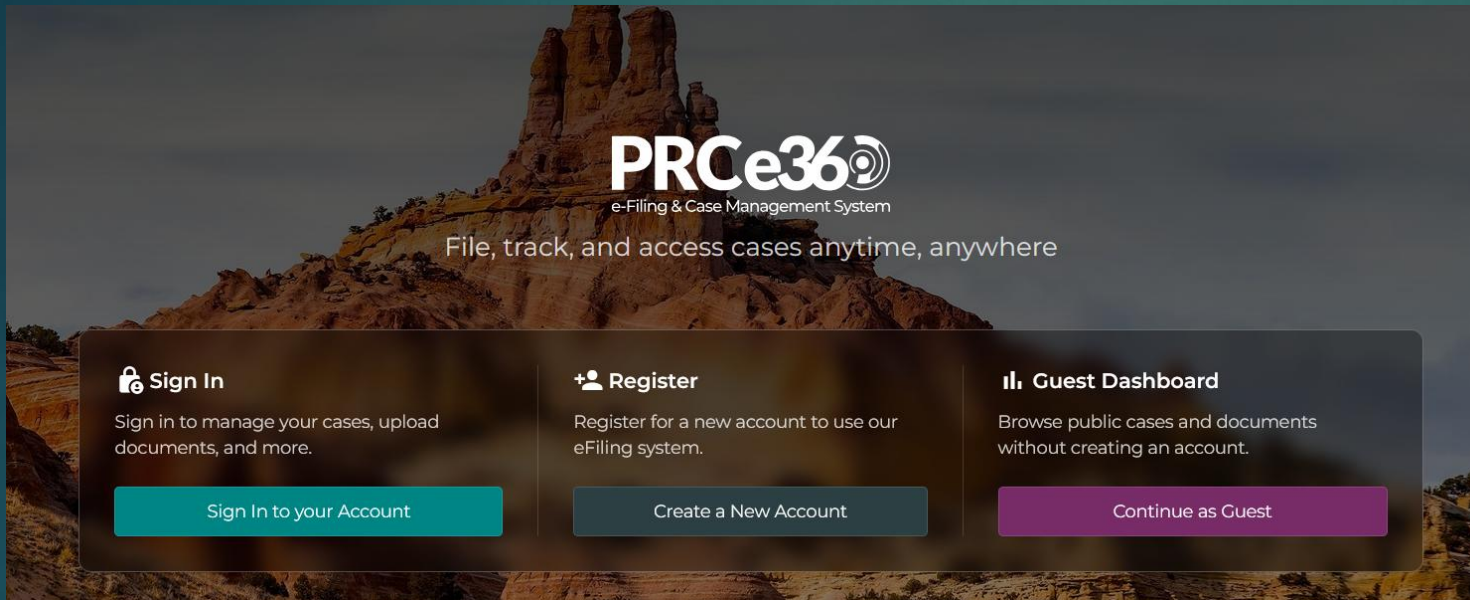 PRCe360
e-Filing & Case Management System
File, track, and access cases anytime, anywhere
Sign In
Sign in to manage your cases, upload
documents, and more.
Sign In to your Account
Register
Register for a new account to use our
eFiling system.
Create a New Account
Guest Dashboard
Browse public cases and documents
without creating an account.
Continue as Guest